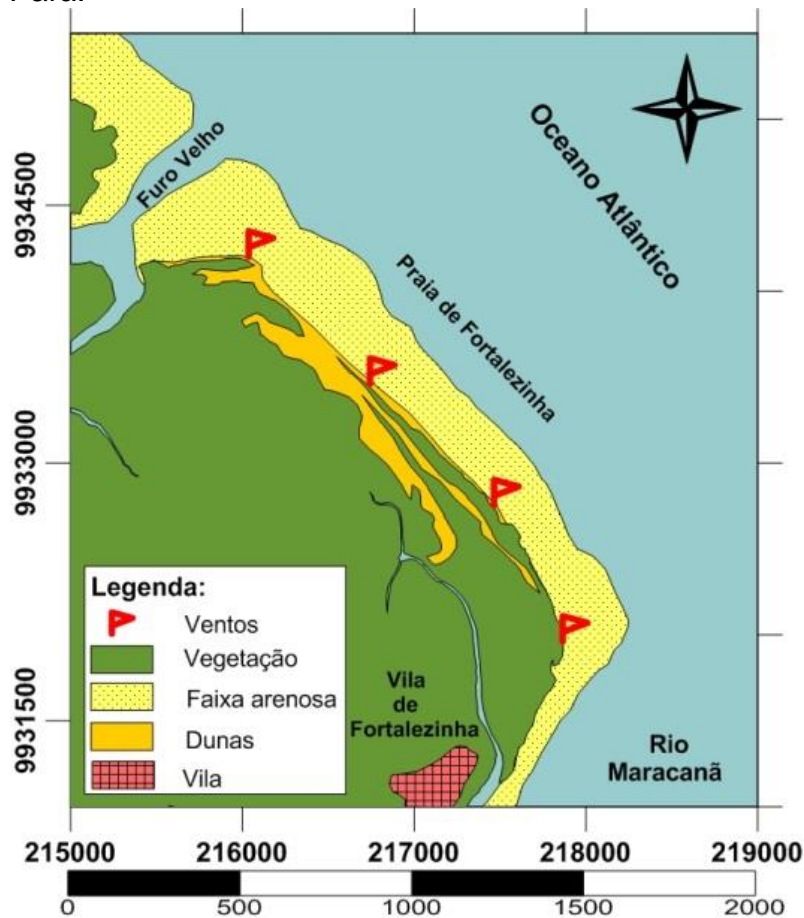 Pará.
Furo Velho
Oceano Atlântico
Praia de Fortalezinha
9934500
9933000
9931500
Legenda:
Ventos
Vegetação
Faixa arenosa
Dunas
Vila
Vila
de
Fortalezinha
Rio
Maracanã
215000 216000 217000 218000 219000
0 500 1000 1500 2000